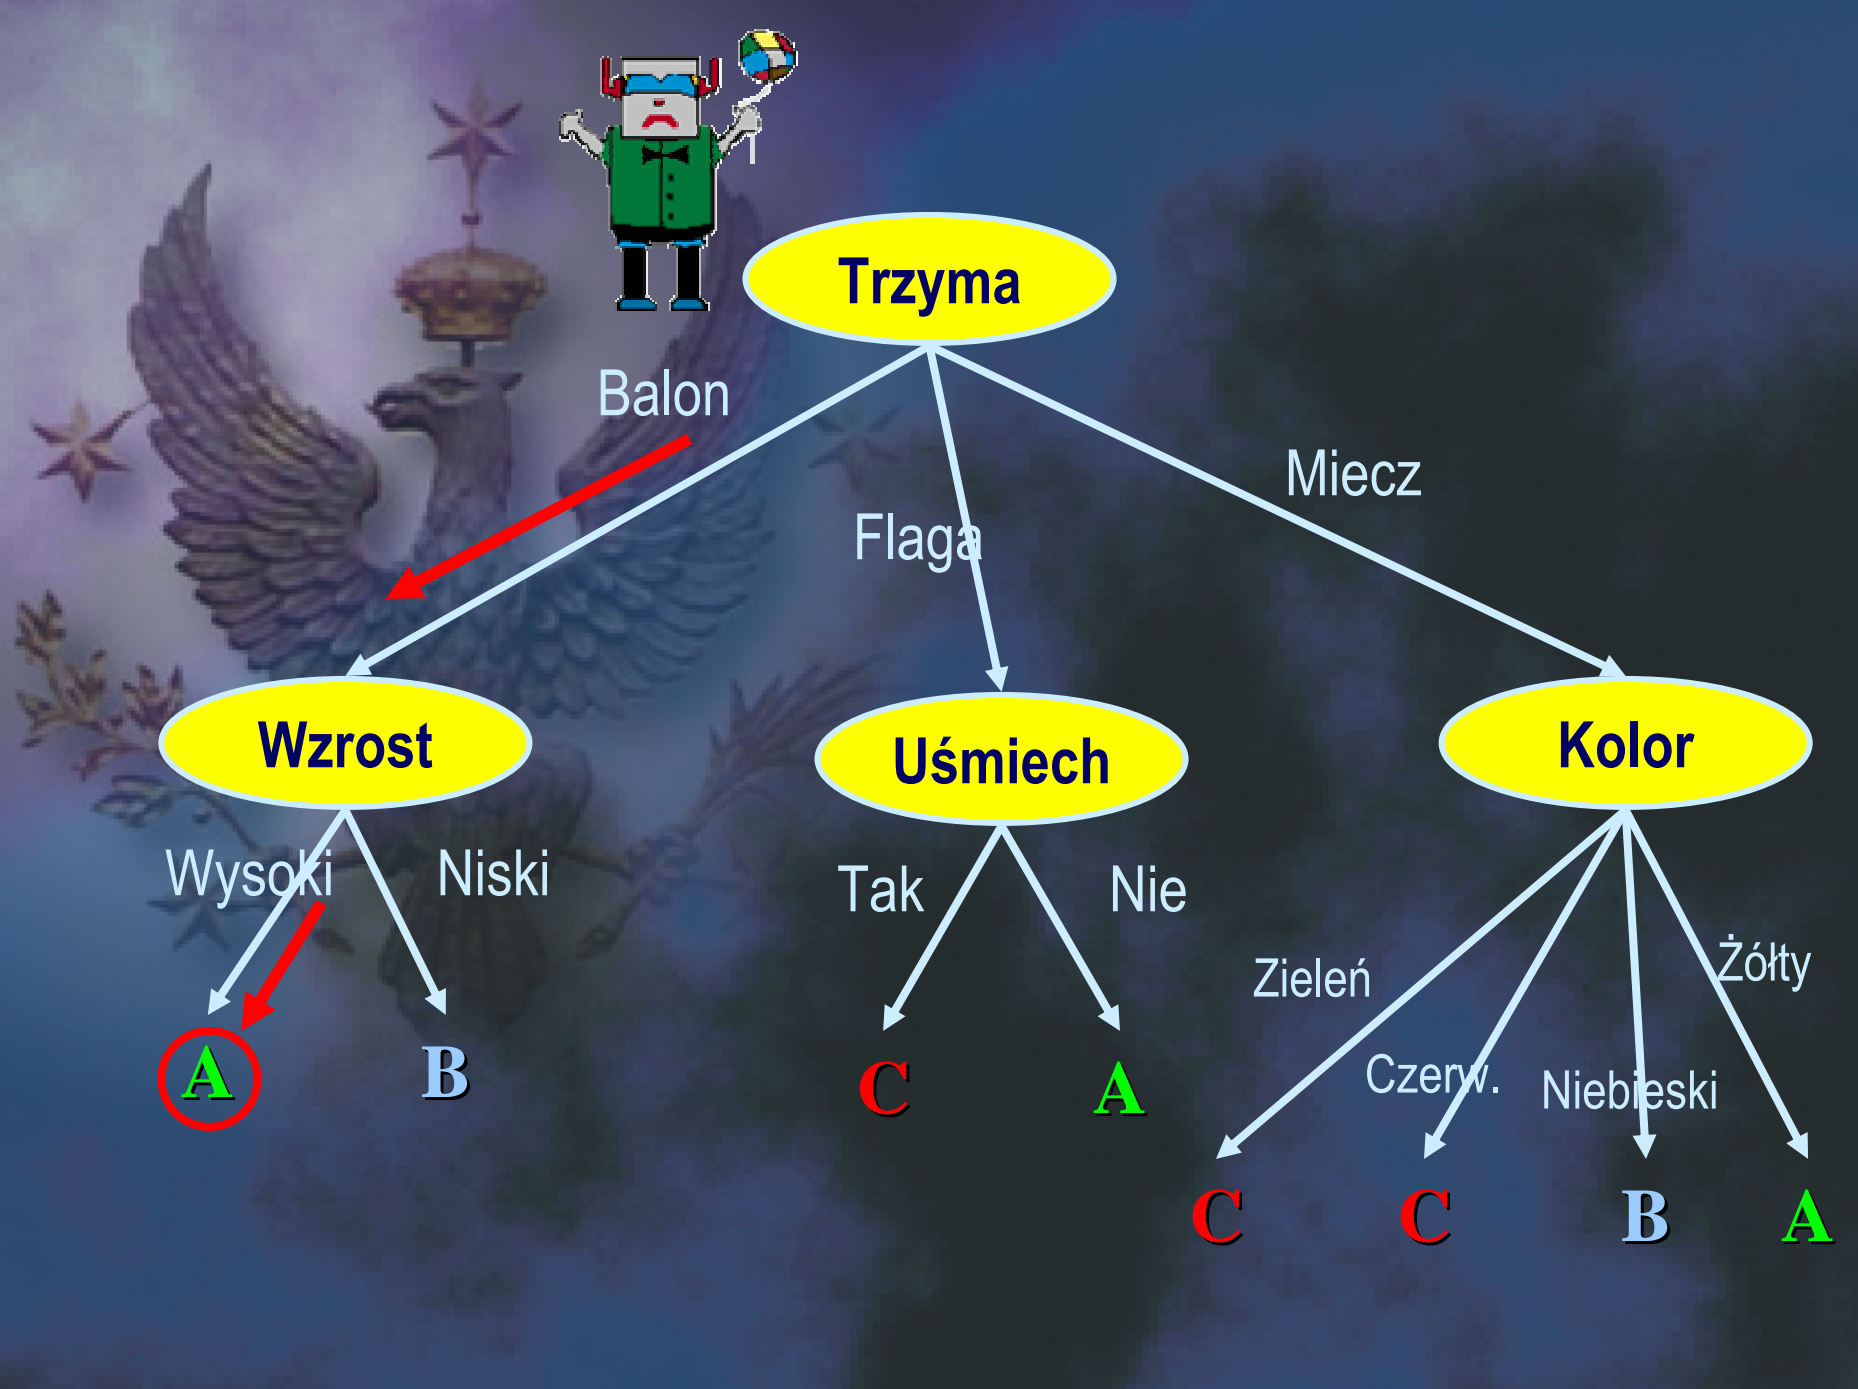 Trzyma
Balon
Miecz
Flaga
Wzrost
Uśmiech
Kolor
Wysoki Niski
Tak Nie
Zieleń Żółty
Czerw. Niebieski
A B
C A
C C B A